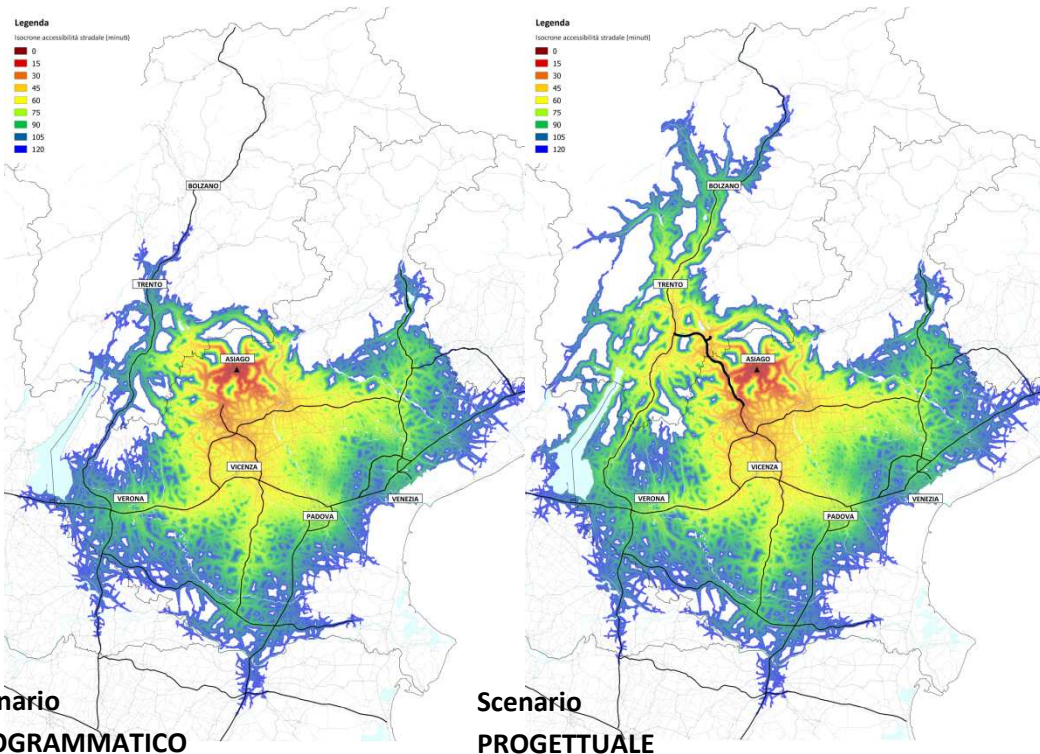 Legenda
Isocrone accessibilità stradale (minuti)
0
15
30
45
60
75
90
105
120
BOLZANO
TRENTO
ASIAGO
VICENZA
VERONA
VENEZIA
PADOVA
nario
OGRAMMATICO
Legenda
Isocrone accessibilità stradale (minuti)
0
15
30
45
60
75
90
105
120
BOLZANO
TRENTO
ASIAGO
VICENZA
VERONA
VENEZIA
PADOVA
Scenario
PROGETTUALE